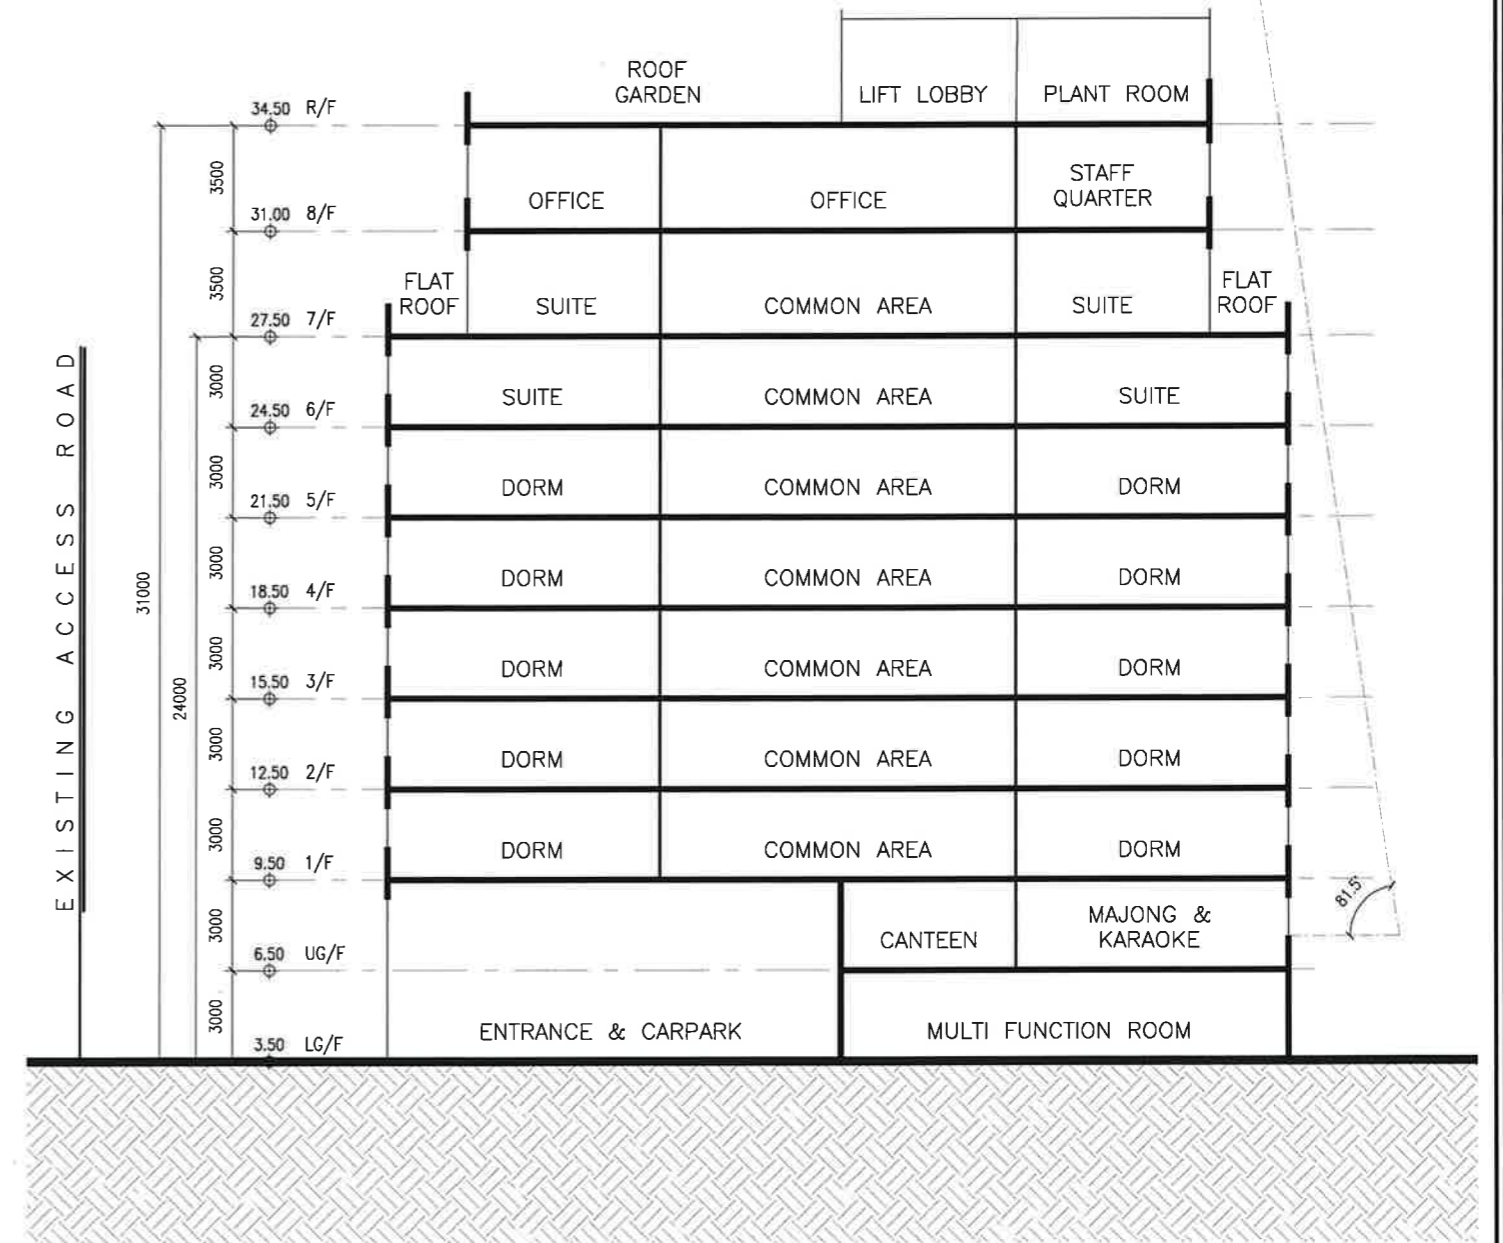 ROOF
GARDEN
LIFT LOBBY
PLANT ROOM
34.50 R/F
3500
OFFICE
OFFICE
STAFF
QUARTER
31.00 8/F
3500
FLAT
ROOF
SUITE
COMMON AREA
SUITE
FLAT
ROOF
27.50 7/F
3000
SUITE
COMMON AREA
SUITE
24.50 6/F
3000
DORM
COMMON AREA
DORM
21.50 5/F
3000
DORM
COMMON AREA
DORM
18.50 4/F
3000
DORM
COMMON AREA
DORM
15.50 3/F
3000
DORM
COMMON AREA
DORM
12.50 2/F
3000
DORM
COMMON AREA
DORM
9.50 1/F
3000
CANTEEN
MAJONG &
KARAOKE
81.5°
6.50 UG/F
3000
ENTRANCE & CARPARK
MULTI FUNCTION ROOM
3.50 LG/F
31000
24000
EXISTING ACCESS ROAD